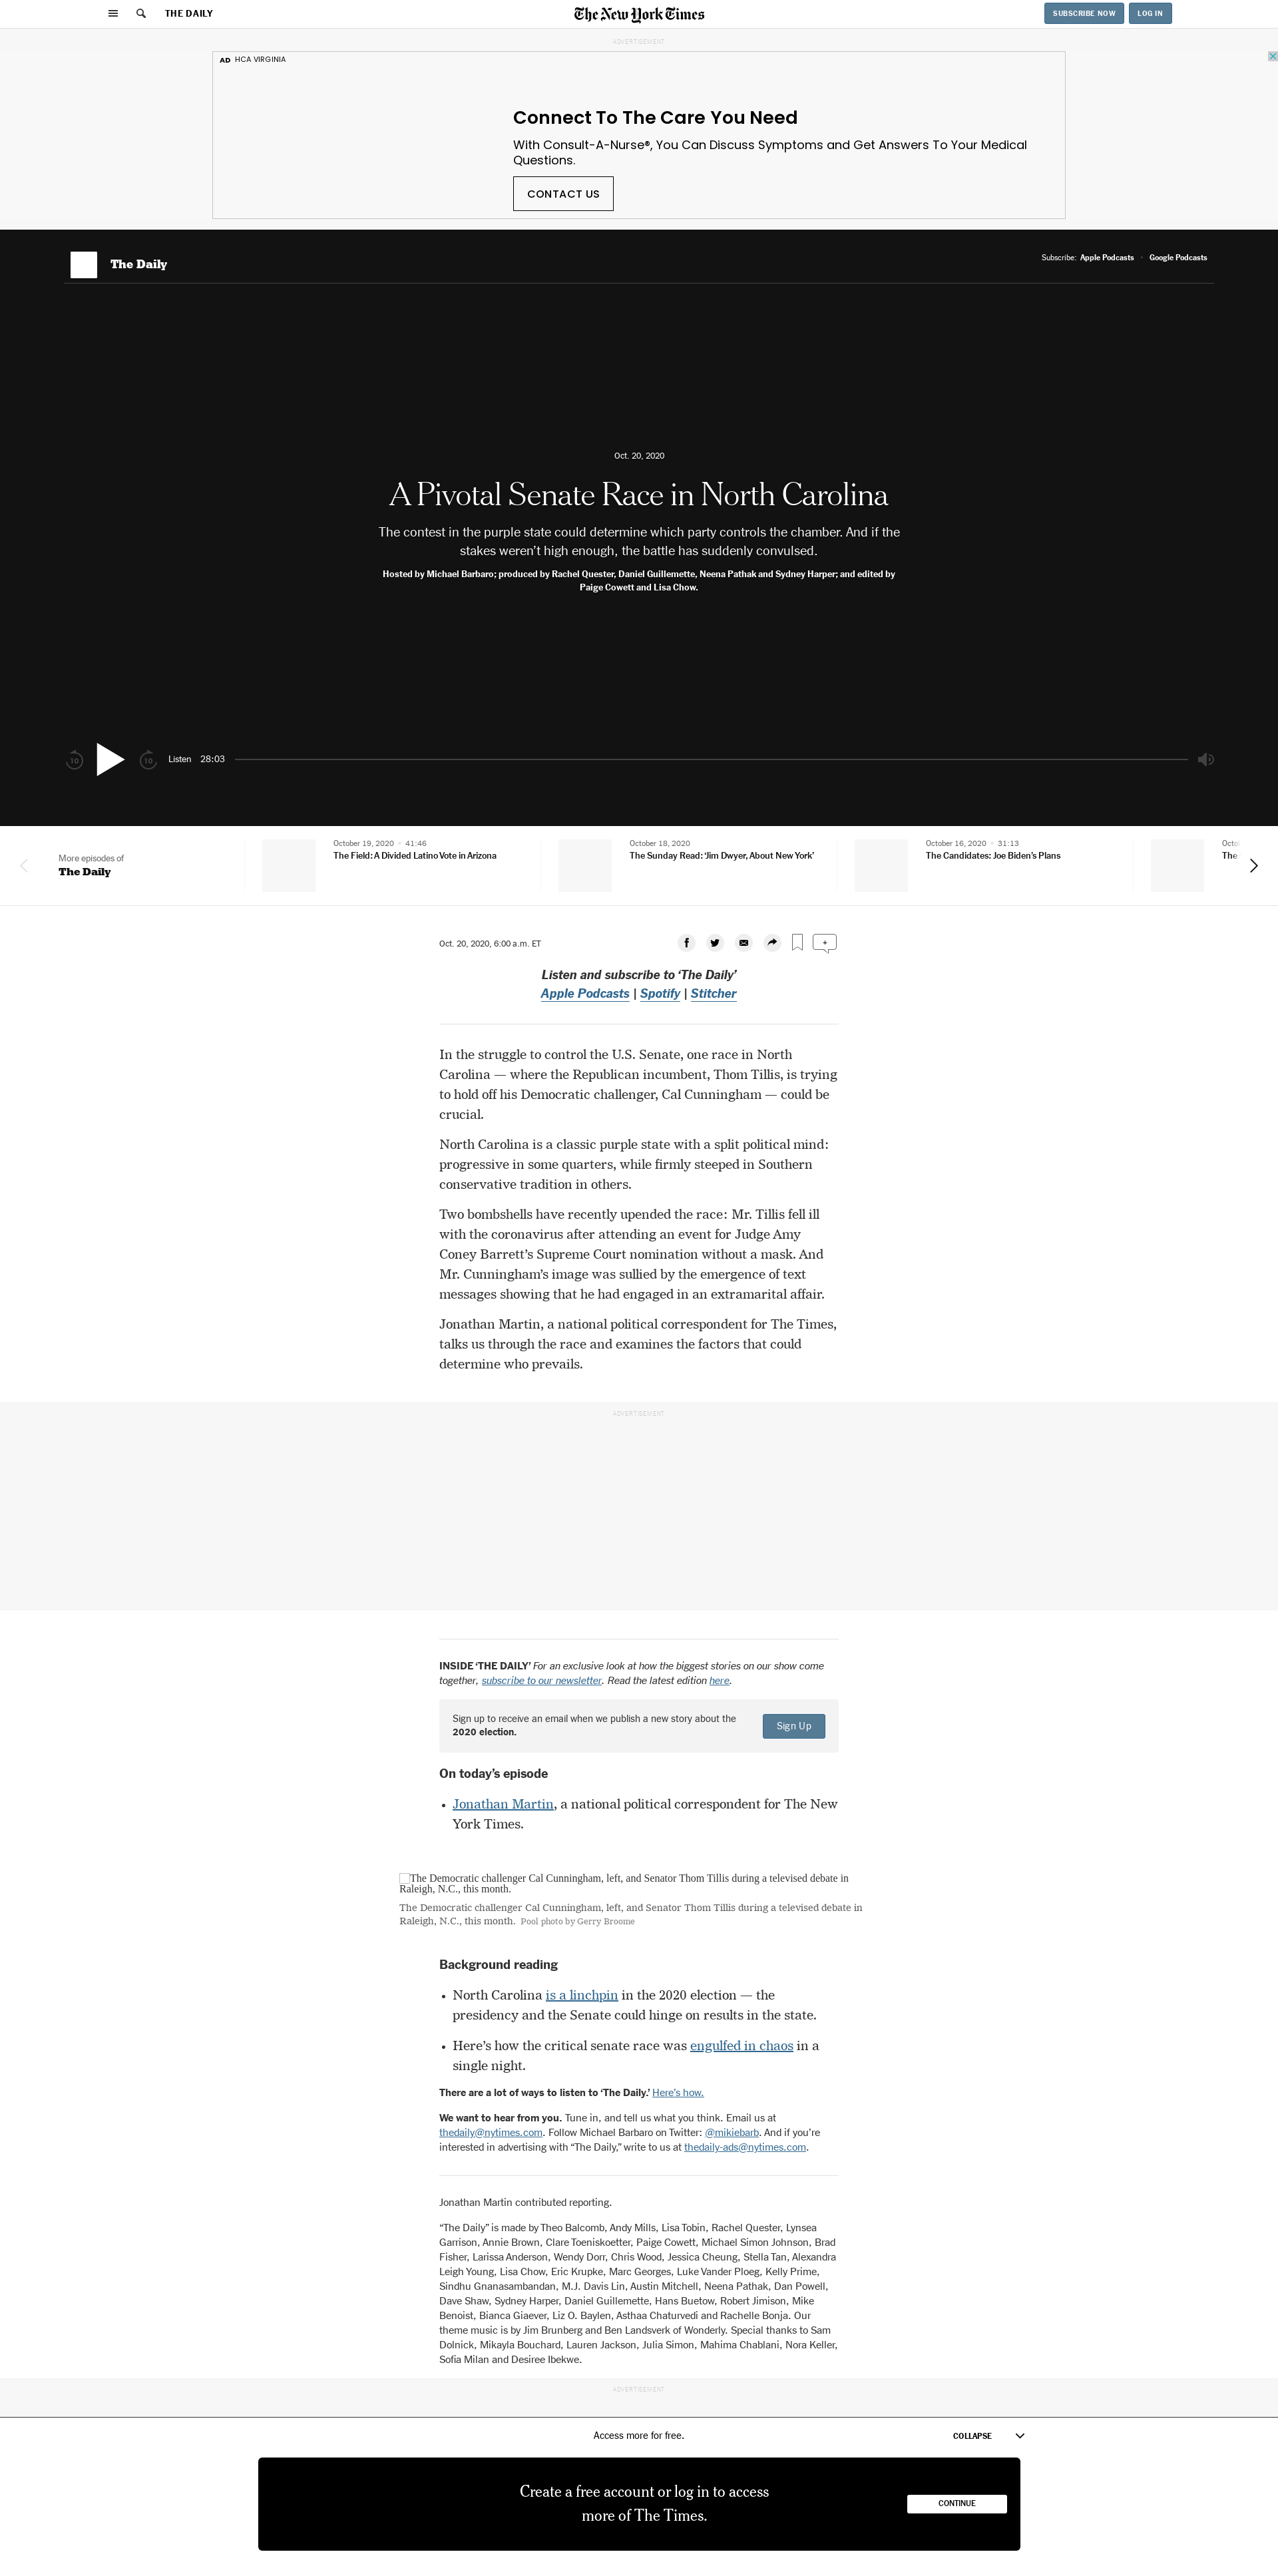 THE DAILY
The New York Times
SUBSCRIBE NOW
LOG IN
ADVERTISEMENT
AD HCA VIRGINIA
Connect To The Care You Need
With Consult-A-Nurse®, You Can Discuss Symptoms and Get Answers To Your Medical
Questions.
CONTACT US
The Daily
Subscribe: Apple Podcasts • Google Podcasts
Oct. 20, 2020
A Pivotal Senate Race in North Carolina
The contest in the purple state could determine which party controls the chamber. And if the
stakes weren’t high enough, the battle has suddenly convulsed.
Hosted by Michael Barbaro; produced by Rachel Quester, Daniel Guillemette, Neena Pathak and Sydney Harper; and edited by
Paige Cowett and Lisa Chow.
10
10
Listen 28:03
More episodes of
The Daily
October 19, 2020 • 41:46
The Field: A Divided Latino Vote in Arizona
October 18, 2020
The Sunday Read: ‘Jim Dwyer, About New York’
October 16, 2020 • 31:13
The Candidates: Joe Biden’s Plans
The
Oct. 20, 2020, 6:00 a.m. ET
Listen and subscribe to ‘The Daily’
Apple Podcasts | Spotify | Stitcher
In the struggle to control the U.S. Senate, one race in North
Carolina — where the Republican incumbent, Thom Tillis, is trying
to hold off his Democratic challenger, Cal Cunningham — could be
crucial.
North Carolina is a classic purple state with a split political mind:
progressive in some quarters, while firmly steeped in Southern
conservative tradition in others.
Two bombshells have recently upended the race: Mr. Tillis fell ill
with the coronavirus after attending an event for Judge Amy
Coney Barrett’s Supreme Court nomination without a mask. And
Mr. Cunningham’s image was sullied by the emergence of text
messages showing that he had engaged in an extramarital affair.
Jonathan Martin, a national political correspondent for The Times,
talks us through the race and examines the factors that could
determine who prevails.
ADVERTISEMENT
INSIDE ‘THE DAILY’ For an exclusive look at how the biggest stories on our show come
together, subscribe to our newsletter. Read the latest edition here.
Sign up to receive an email when we publish a new story about the
2020 election.
Sign Up
On today’s episode
• Jonathan Martin, a national political correspondent for The New
York Times.
The Democratic challenger Cal Cunningham, left, and Senator Thom Tillis during a televised debate in
Raleigh, N.C., this month.
The Democratic challenger Cal Cunningham, left, and Senator Thom Tillis during a televised debate in
Raleigh, N.C., this month. Pool photo by Gerry Broome
Background reading
• North Carolina is a linchpin in the 2020 election — the
presidency and the Senate could hinge on results in the state.
• Here’s how the critical senate race was engulfed in chaos in a
single night.
There are a lot of ways to listen to ‘The Daily.’ Here’s how.
We want to hear from you. Tune in, and tell us what you think. Email us at
thedaily@nytimes.com. Follow Michael Barbaro on Twitter: @mikiebarb. And if you’re
interested in advertising with “The Daily,” write to us at thedaily-ads@nytimes.com.
Jonathan Martin contributed reporting.
“The Daily” is made by Theo Balcomb, Andy Mills, Lisa Tobin, Rachel Quester, Lynsea
Garrison, Annie Brown, Clare Toeniskoetter, Paige Cowett, Michael Simon Johnson, Brad
Fisher, Larissa Anderson, Wendy Dorr, Chris Wood, Jessica Cheung, Stella Tan, Alexandra
Leigh Young, Lisa Chow, Eric Krupke, Marc Georges, Luke Vander Ploeg, Kelly Prime,
Sindhu Gnanasambandan, M.J. Davis Lin, Austin Mitchell, Neena Pathak, Dan Powell,
Dave Shaw, Sydney Harper, Daniel Guillemette, Hans Buetow, Robert Jimison, Mike
Benoist, Bianca Giaever, Liz O. Baylen, Asthaa Chaturvedi and Rachelle Bonja. Our
theme music is by Jim Brunberg and Ben Landsverk of Wonderly. Special thanks to Sam
Dolnick, Mikayla Bouchard, Lauren Jackson, Julia Simon, Mahima Chablani, Nora Keller,
Sofia Milan and Desiree Ibekwe.
ADVERTISEMENT
Access more for free.
COLLAPSE
Create a free account or log in to access
more of The Times.
CONTINUE